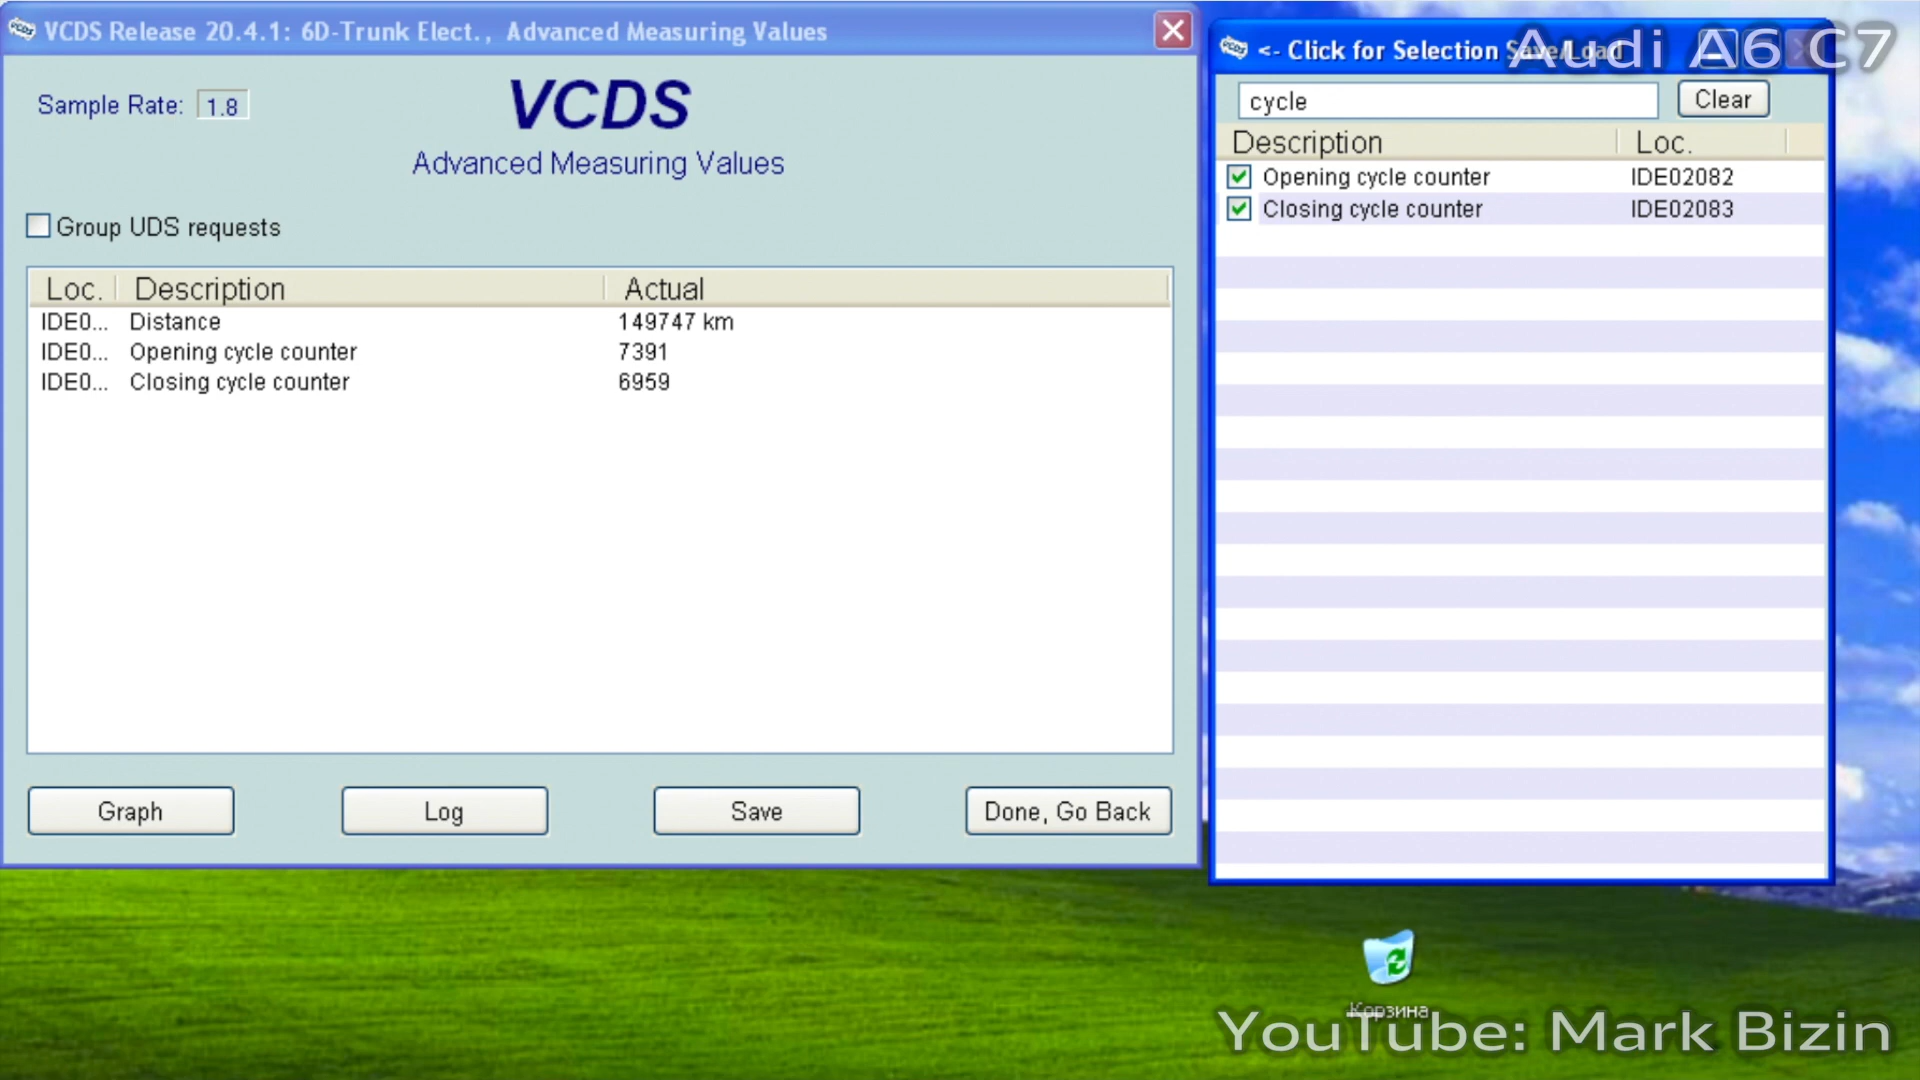 VCDS Release 20.4.1: 6D-Trunk Elect., Advanced Measuring Values
Sample Rate: 1.8
VCDS
Advanced Measuring Values
Group UDS requests
Loc. Description Actual
IDE0... Distance 149747 km
IDE0... Opening cycle counter 7391
IDE0... Closing cycle counter 6959
Graph Log Save Done, Go Back
<- Click for Selection Save/Load
Audi A6 C7
cycle Clear
Description Loc.
Opening cycle counter IDE02082
Closing cycle counter IDE02083
Корзина
YouTube: Mark Bizin